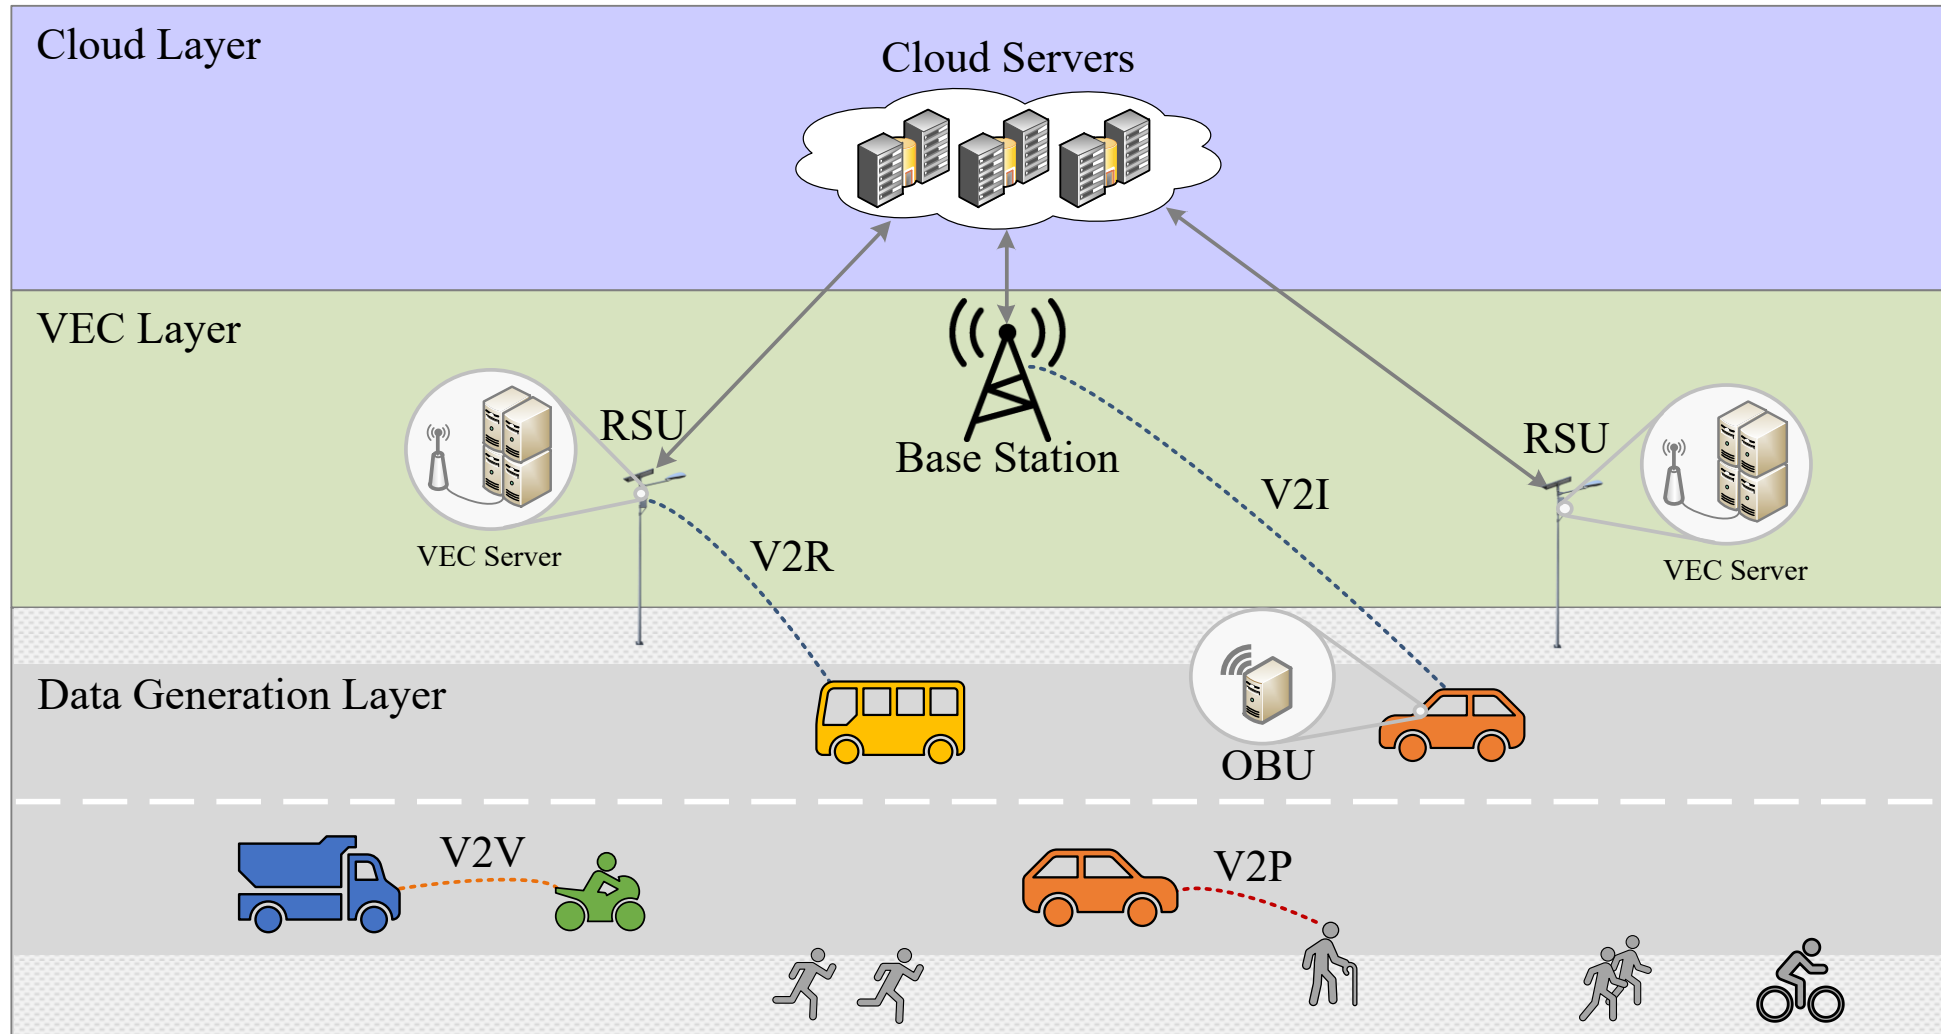 Cloud Layer
Cloud Servers
VEC Layer
RSU
Base Station
RSU
V2I
VEC Server
V2R
VEC Server
Data Generation Layer
OBU
V2V
V2P